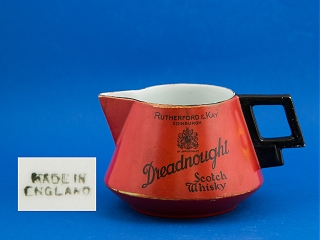 RUTHERFORD & KAY
EDINBURGH
Dreadnought
Scotch
Whisky
MADE IN
ENGLAND